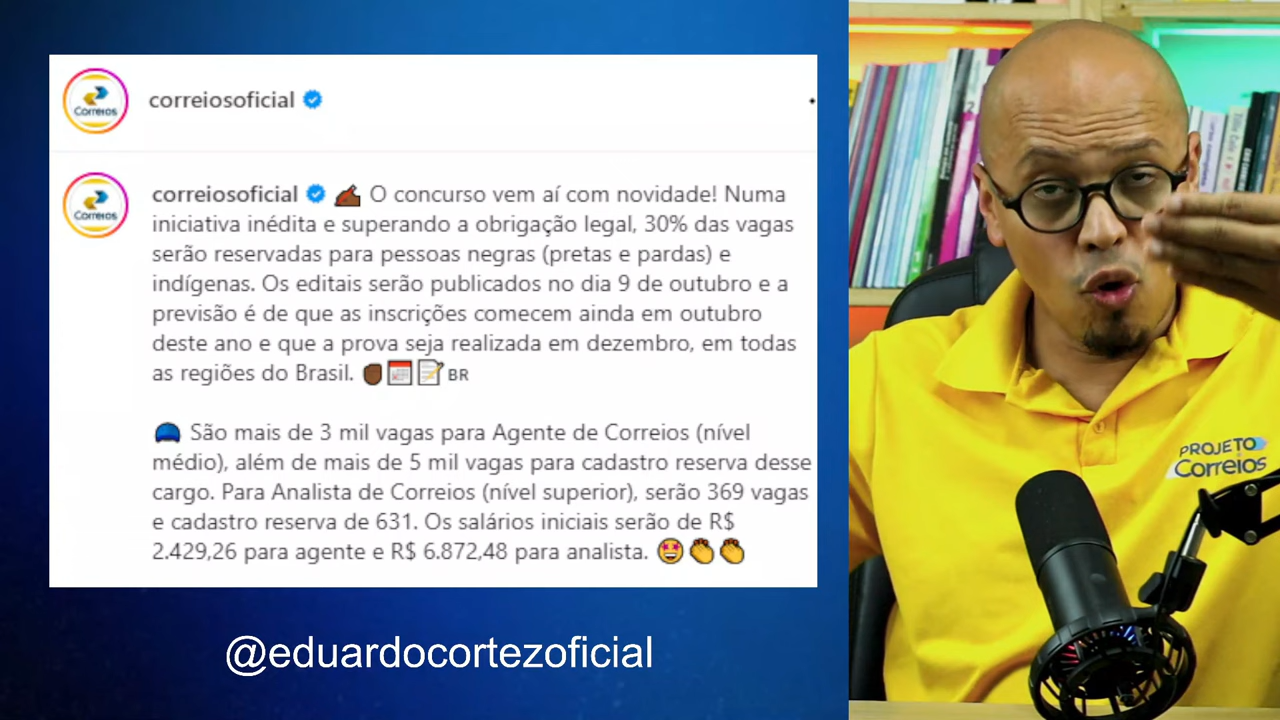 correiosoficial
Correios
correiosoficial ✍🏾 O concurso vem aí com novidade! Numa
iniciativa inédita e superando a obrigação legal, 30% das vagas
serão reservadas para pessoas negras (pretas e pardas) e
indígenas. Os editais serão publicados no dia 9 de outubro e a
previsão é de que as inscrições comecem ainda em outubro
deste ano e que a prova seja realizada em dezembro, em todas
as regiões do Brasil. ✊🏾📅📝 BR
Correios
🧢 São mais de 3 mil vagas para Agente de Correios (nível
médio), além de mais de 5 mil vagas para cadastro reserva desse
cargo. Para Analista de Correios (nível superior), serão 369 vagas
e cadastro reserva de 631. Os salários iniciais serão de R$
2.429,26 para agente e R$ 6.872,48 para analista. 🤩👏👏
@eduardocortezoficial
PROJETO
Correios